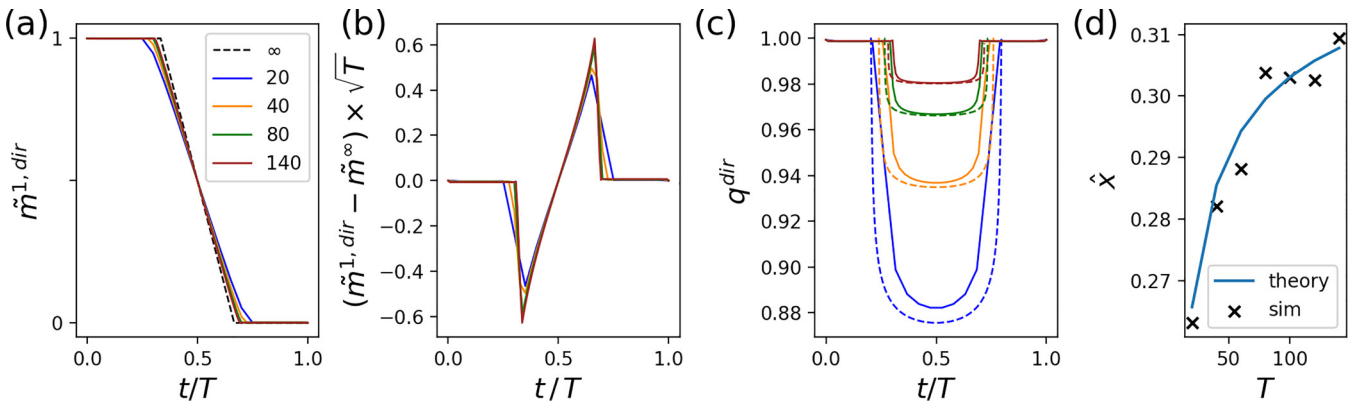 (a)
1
0
m̃^{1, dir}
∞
20
40
80
140
0.0
0.5
1.0
t/T
(b)
(m̃^{1, dir} − m̃^∞) × √T
0.6
0.4
0.2
0.0
−0.2
−0.4
−0.6
0.0
0.5
1.0
t / T
(c)
q^{dir}
1.00
0.98
0.96
0.94
0.92
0.90
0.88
0.0
0.5
1.0
t/T
(d)
x̂
0.31
0.30
0.29
0.28
0.27
theory
sim
50
100
T